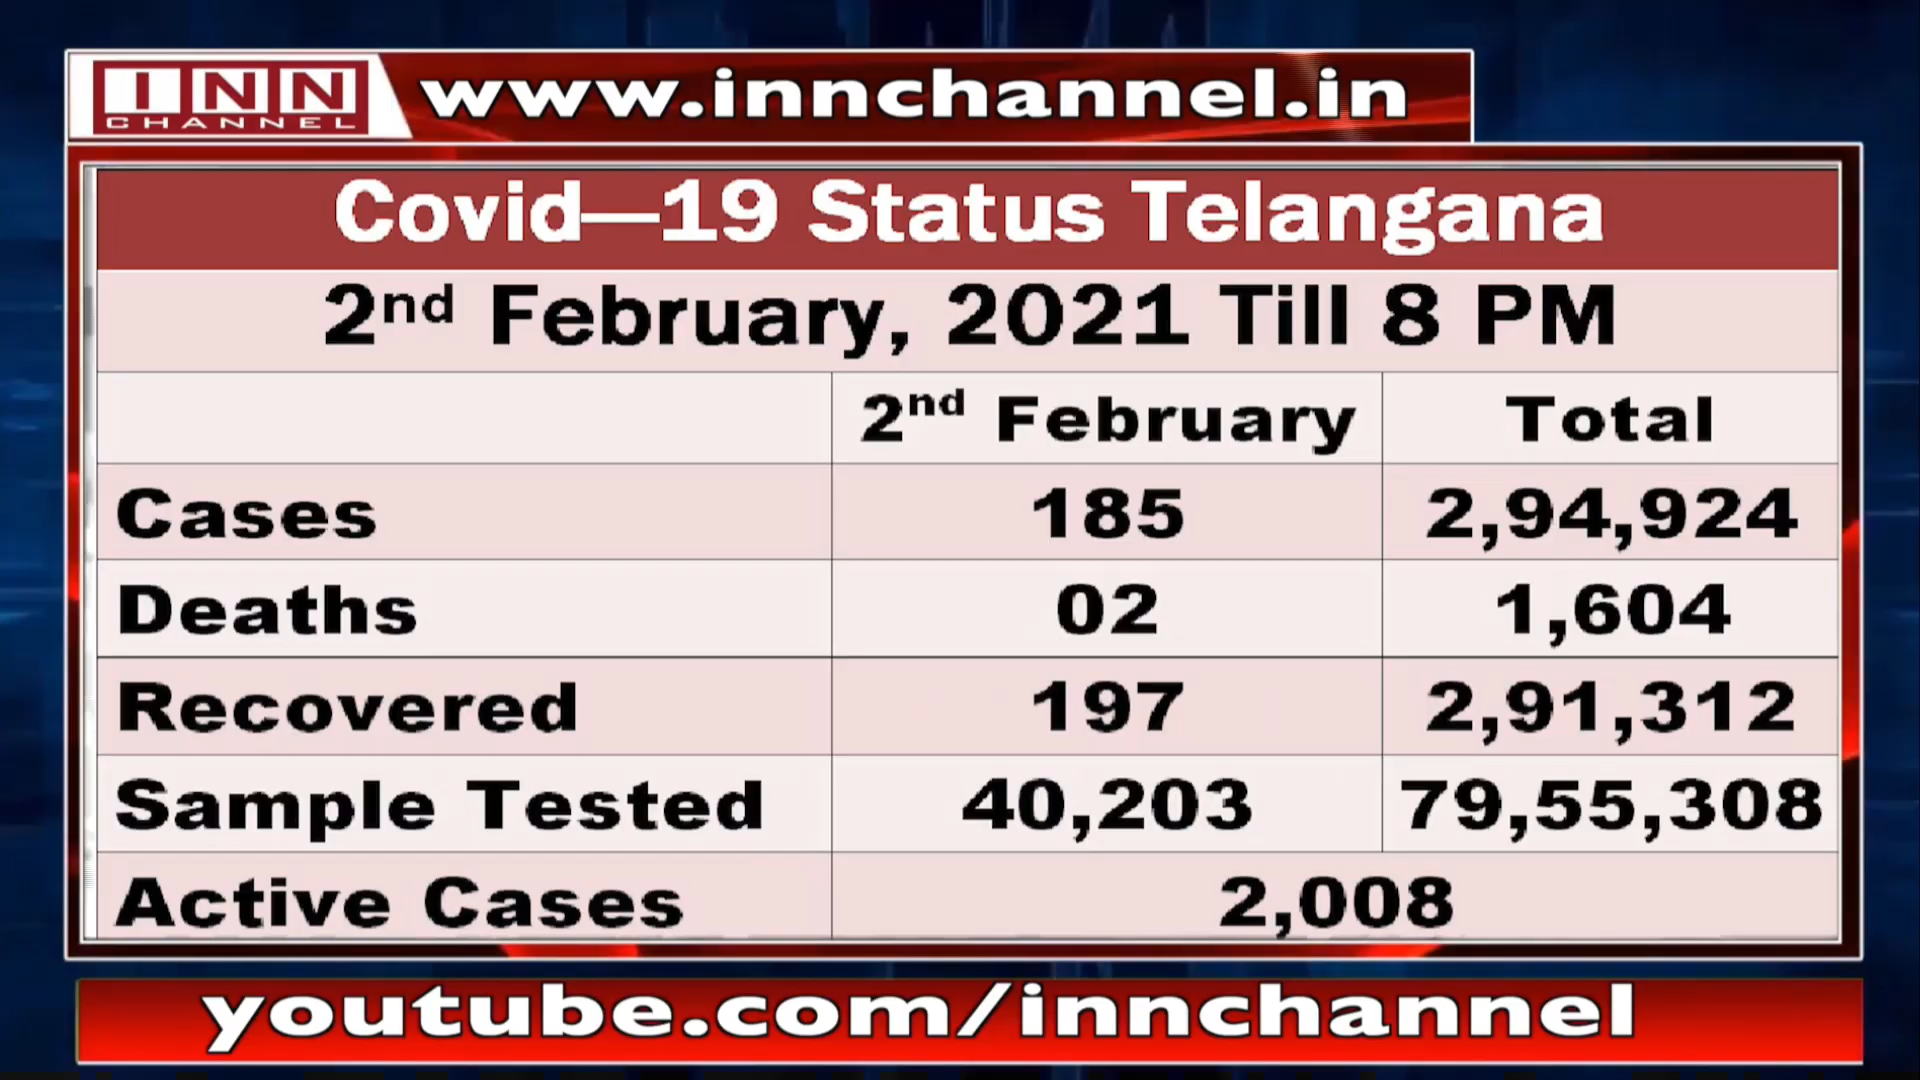 INN
CHANNEL
www.innchannel.in
Covid—19 Status Telangana
2nd February, 2021 Till 8 PM
2nd February Total
Cases 185 2,94,924
Deaths 02 1,604
Recovered 197 2,91,312
Sample Tested 40,203 79,55,308
Active Cases 2,008
youtube.com/innchannel